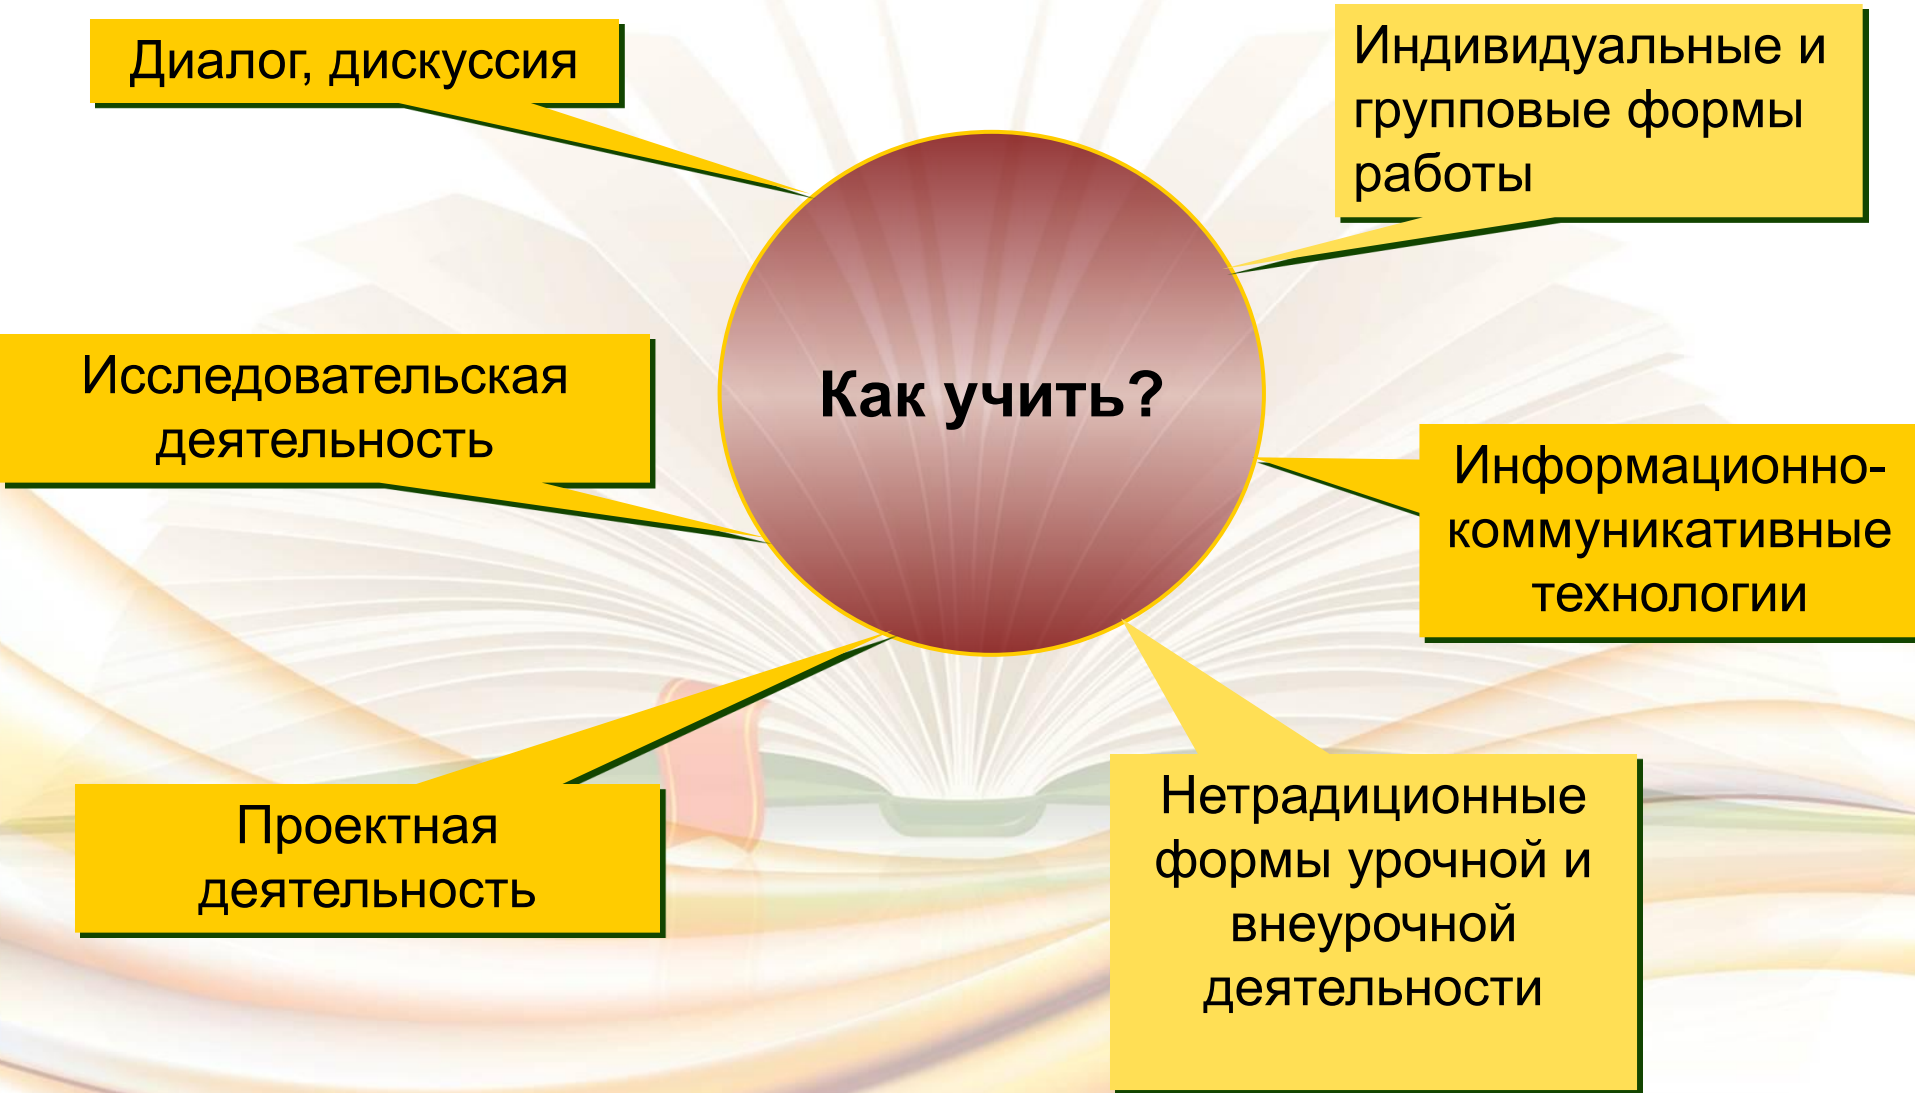 Диалог, дискуссия
Индивидуальные и
групповые формы
работы
Исследовательская
деятельность
Как учить?
Информационно-
коммуникативные
технологии
Проектная
деятельность
Нетрадиционные
формы урочной и
внеурочной
деятельности